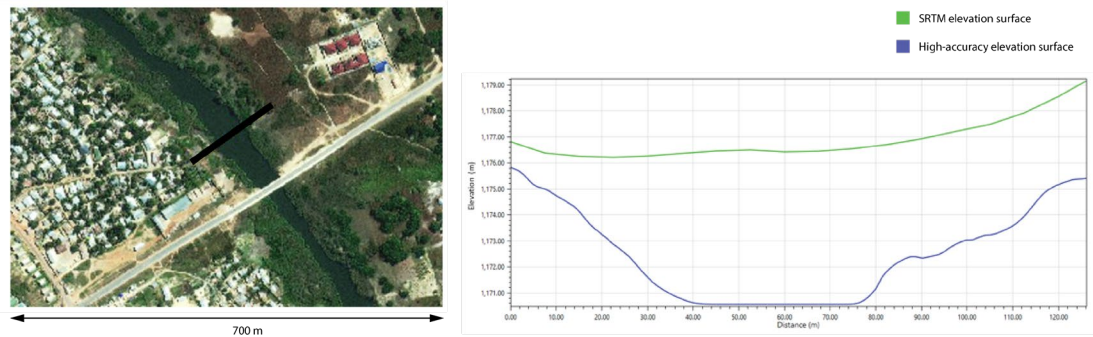 SRTM elevation surface
High-accuracy elevation surface
1,179.00
1,178.00
1,177.00
1,176.00
1,175.00
1,174.00
1,173.00
1,172.00
1,171.00
Elevation (m)
0.00 10.00 20.00 30.00 40.00 50.00 60.00 70.00 80.00 90.00 100.00 110.00 120.00
Distance (m)
700 m